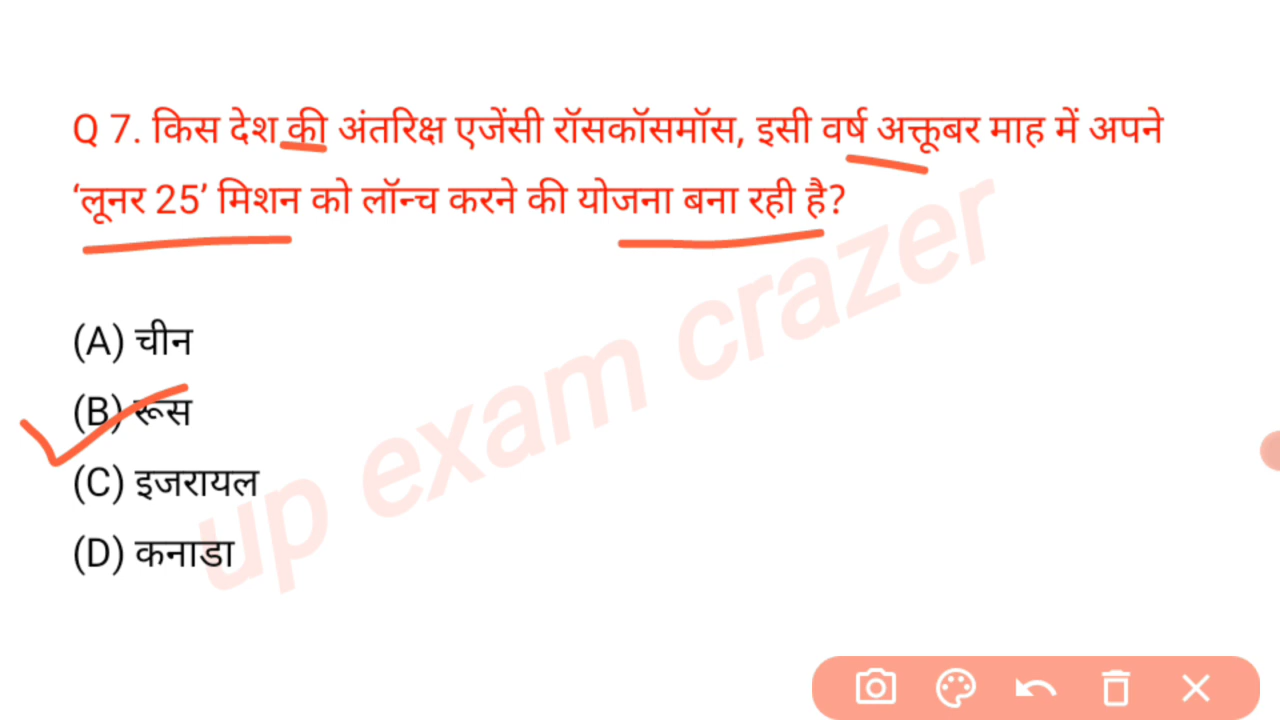 Q 7. किस देश की अंतरिक्ष एजेंसी रॉसकॉसमॉस, इसी वर्ष अक्तूबर माह में अपने
‘लूनर 25’ मिशन को लॉन्च करने की योजना बना रही है?
(A) चीन
(B) रूस
(C) इजरायल
(D) कनाडा
up exam crazer